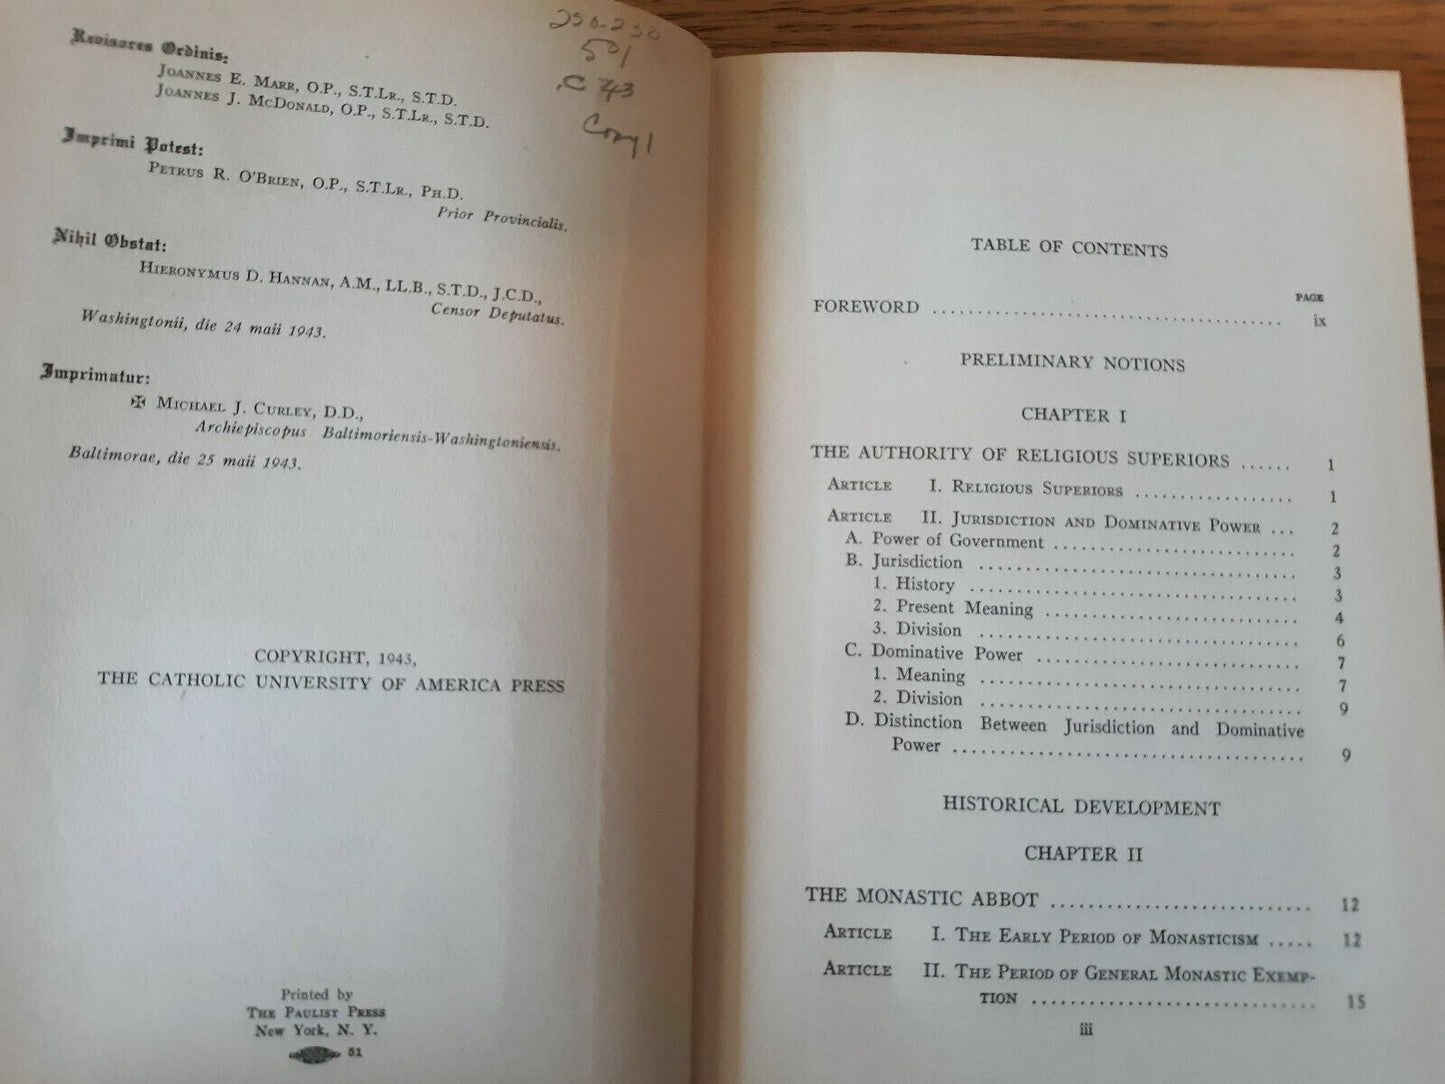 250-230
501
.C 43
Copy 1
Revisores Ordinis:
JOANNES E. MARR, O.P., S.T.LR., S.T.D.
JOANNES J. MCDONALD, O.P., S.T.LR., S.T.D.
Imprimi Potest:
PETRUS R. O'BRIEN, O.P., S.T.LR., PH.D.
Prior Provincialis.
Nihil Obstat:
HIERONYMUS D. HANNAN, A.M., LL.B., S.T.D., J.C.D.,
Censor Deputatus.
Washingtonii, die 24 maii 1943.
Imprimatur:
✠ MICHAEL J. CURLEY, D.D.,
Archiepiscopus Baltimoriensis-Washingtoniensis.
Baltimorae, die 25 maii 1943.
COPYRIGHT, 1943,
THE CATHOLIC UNIVERSITY OF AMERICA PRESS
Printed by
THE PAULIST PRESS
New York, N. Y.
51
TABLE OF CONTENTS
PAGE
FOREWORD ........................................ ix
PRELIMINARY NOTIONS
CHAPTER I
THE AUTHORITY OF RELIGIOUS SUPERIORS ...... 1
ARTICLE I. RELIGIOUS SUPERIORS .................. 1
ARTICLE II. JURISDICTION AND DOMINATIVE POWER ... 2
A. Power of Government ........................... 2
B. Jurisdiction .................................... 3
1. History ..................................... 3
2. Present Meaning ............................ 4
3. Division .................................... 6
C. Dominative Power .............................. 7
1. Meaning .................................... 7
2. Division .................................... 9
D. Distinction Between Jurisdiction and Dominative
Power ........................................ 9
HISTORICAL DEVELOPMENT
CHAPTER II
THE MONASTIC ABBOT ............................ 12
ARTICLE I. THE EARLY PERIOD OF MONASTICISM ..... 12
ARTICLE II. THE PERIOD OF GENERAL MONASTIC EXEMP-
TION ................................ 15
iii